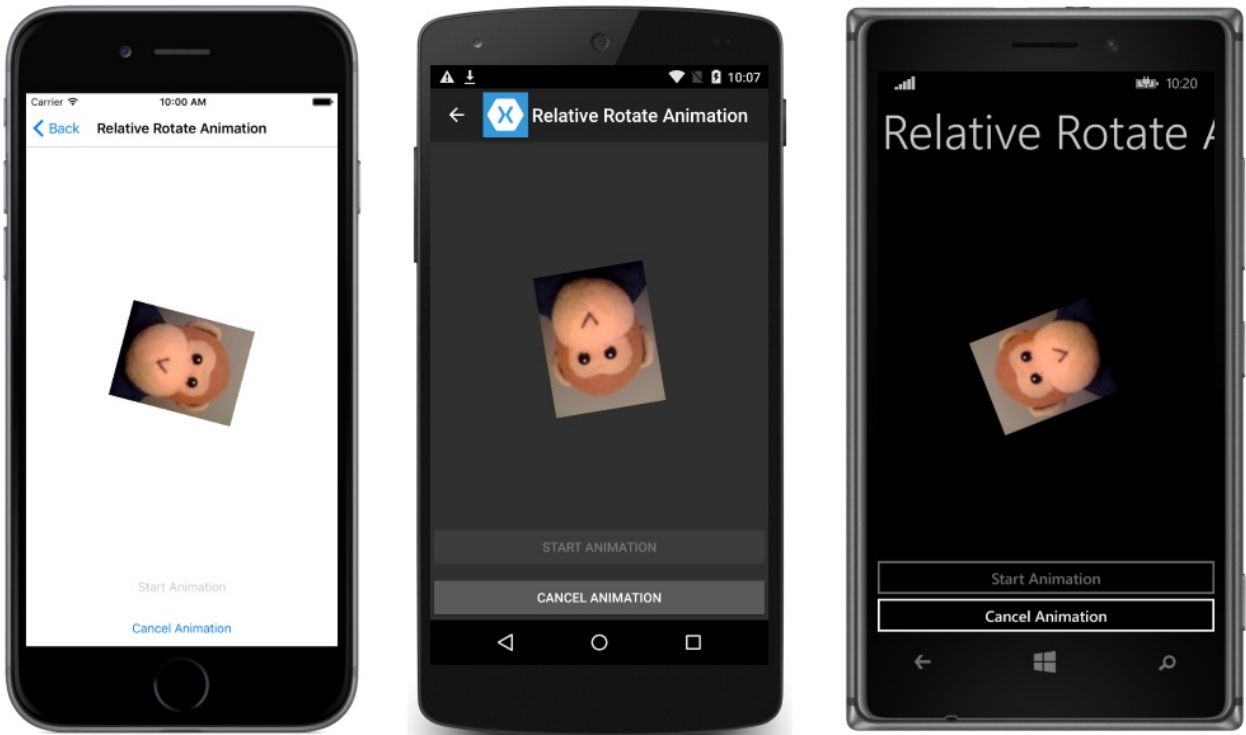 Carrier 10:00 AM
Back Relative Rotate Animation
Start Animation
Cancel Animation
10:07
Relative Rotate Animation
START ANIMATION
CANCEL ANIMATION
10:20
Relative Rotate A
Start Animation
Cancel Animation